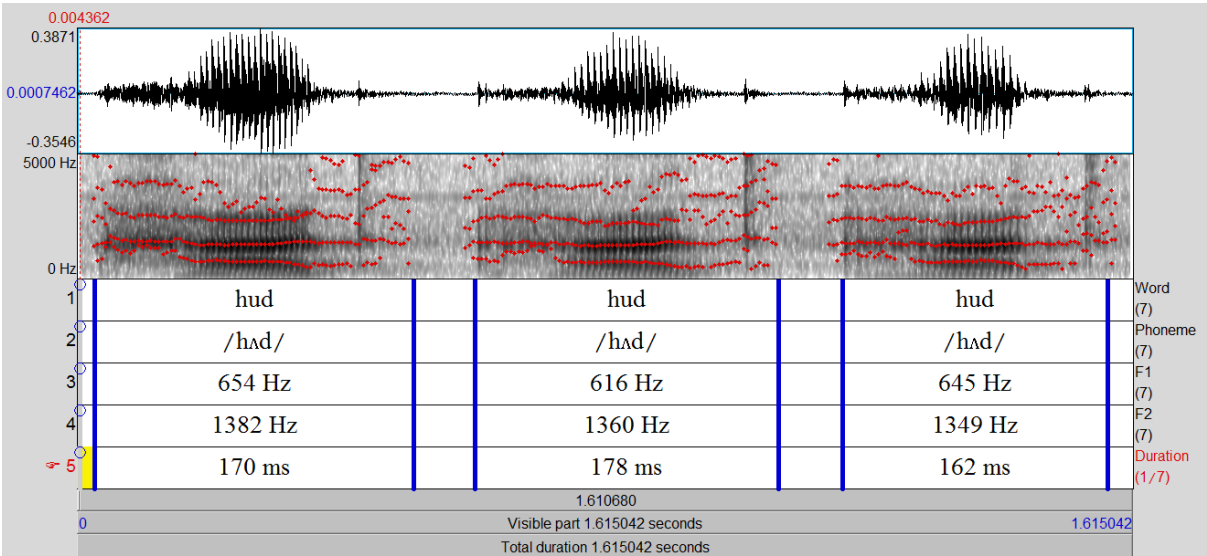 0.004362
0.3871
0.0007462
-0.3546
5000 Hz
0 Hz
1 hud hud hud Word (7)
2 /hʌd/ /hʌd/ /hʌd/ Phoneme (7)
3 654 Hz 616 Hz 645 Hz F1 (7)
4 1382 Hz 1360 Hz 1349 Hz F2 (7)
☞ 5 170 ms 178 ms 162 ms Duration (1/7)
1.610680
0 Visible part 1.615042 seconds 1.615042
Total duration 1.615042 seconds